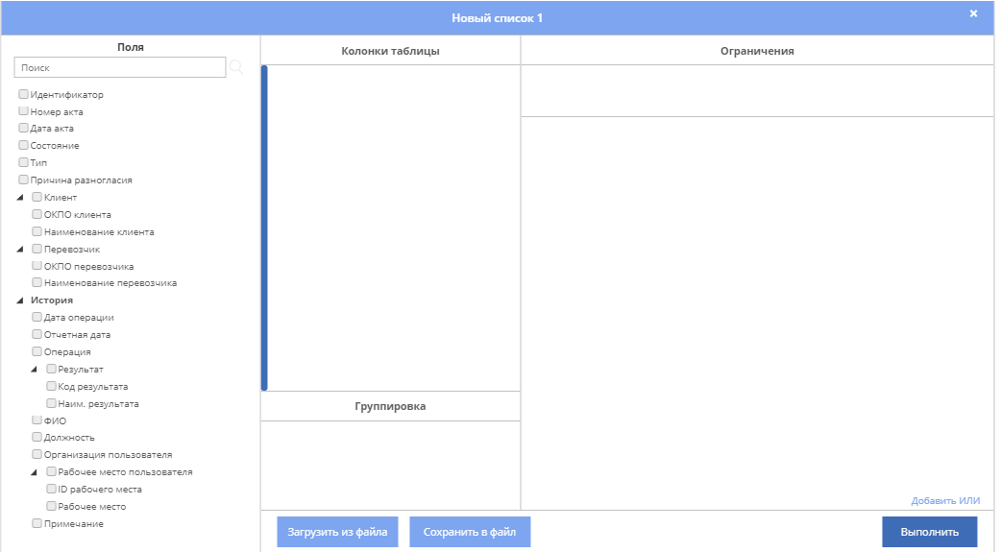 Новый список 1
×
Поля
Поиск
Идентификатор
Номер акта
Дата акта
Состояние
Тип
Причина разногласия
Клиент
ОКПО клиента
Наименование клиента
Перевозчик
ОКПО перевозчика
Наименование перевозчика
История
Дата операции
Отчетная дата
Операция
Результат
Код результата
Наим. результата
ФИО
Должность
Организация пользователя
Рабочее место пользователя
ID рабочего места
Рабочее место
Примечание
Колонки таблицы
Группировка
Ограничения
Добавить ИЛИ
Загрузить из файла
Сохранить в файл
Выполнить